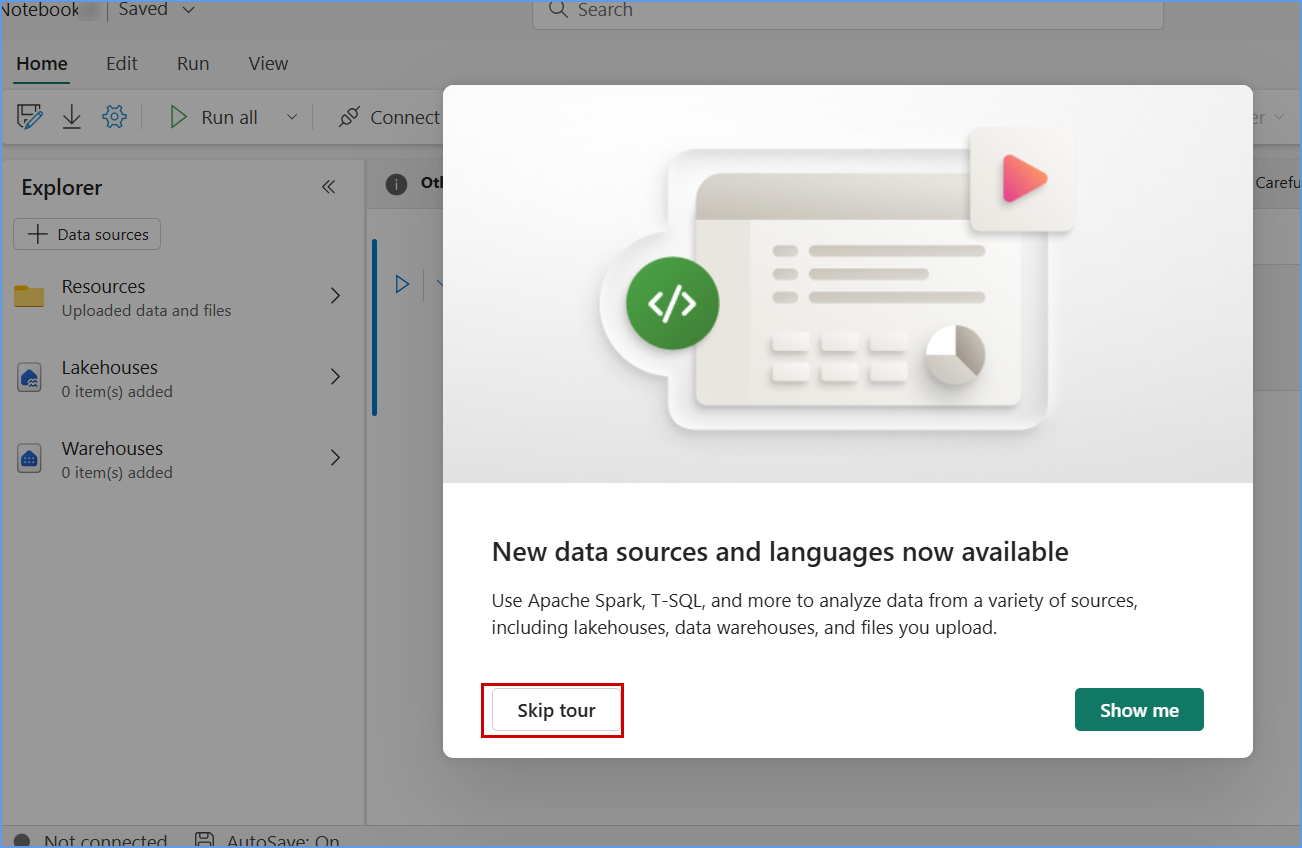 Notebook Saved
Search
Home Edit Run View
Run all Connect
Explorer
Data sources
Resources
Uploaded data and files
Lakehouses
0 item(s) added
Warehouses
0 item(s) added
New data sources and languages now available
Use Apache Spark, T-SQL, and more to analyze data from a variety of sources,
including lakehouses, data warehouses, and files you upload.
Skip tour Show me
Not connected AutoSave: On